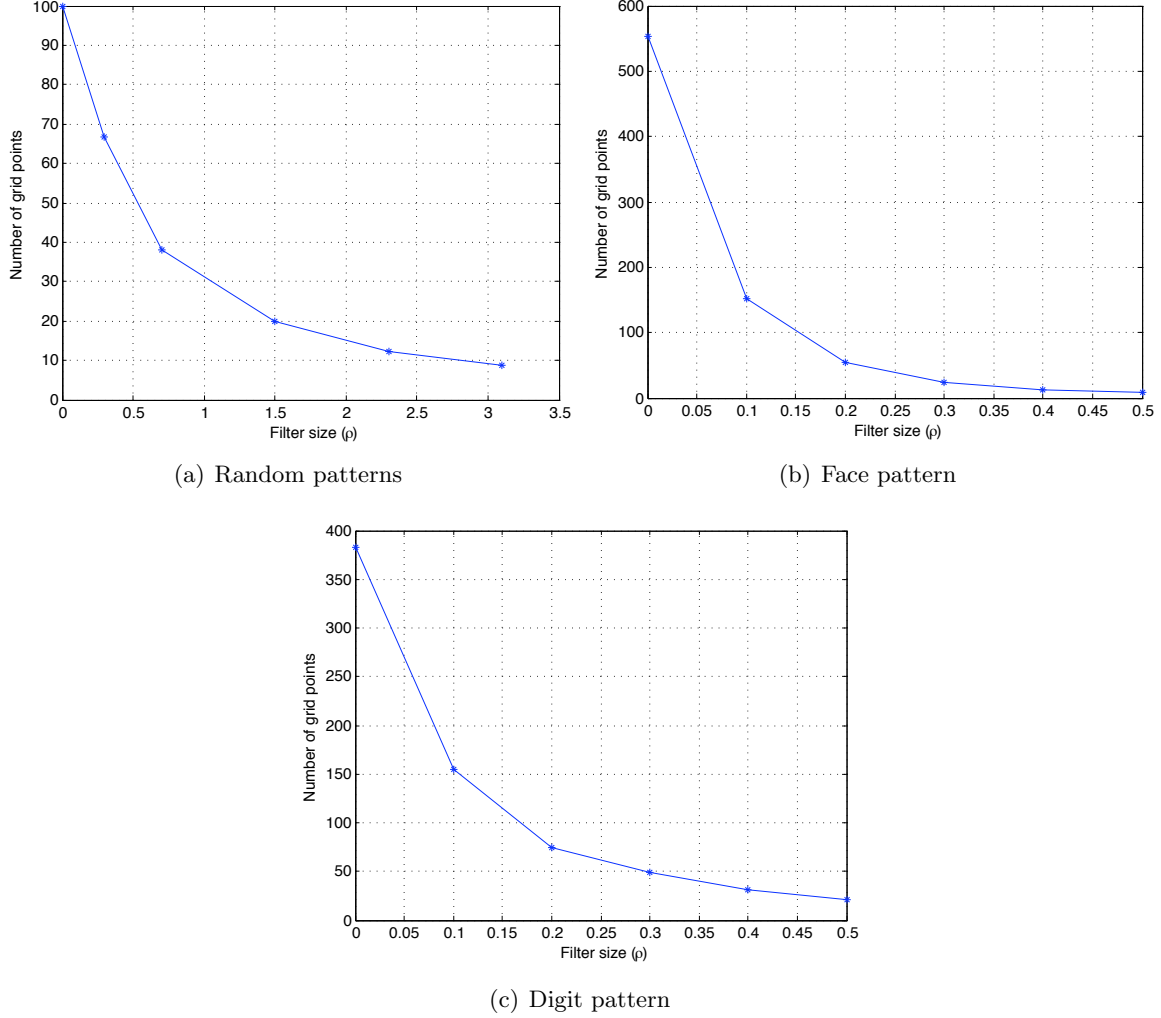 100
90
80
70
60
50
40
30
20
10
0
Number of grid points
0 0.5 1 1.5 2 2.5 3 3.5
Filter size (ρ)
(a) Random patterns
600
500
400
300
200
100
0
Number of grid points
0 0.05 0.1 0.15 0.2 0.25 0.3 0.35 0.4 0.45 0.5
Filter size (ρ)
(b) Face pattern
400
350
300
250
200
150
100
50
0
Number of grid points
0 0.05 0.1 0.15 0.2 0.25 0.3 0.35 0.4 0.45 0.5
Filter size (ρ)
(c) Digit pattern